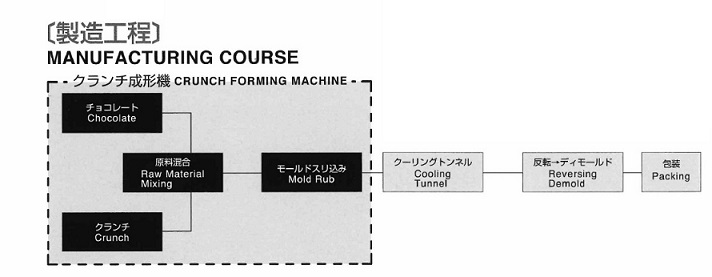 〔製造工程〕
MANUFACTURING COURSE
クランチ成形機 CRUNCH FORMING MACHINE
チョコレート
Chocolate
原料混合
Raw Material
Mixing
クランチ
Crunch
モールドスリ込み
Mold Rub
クーリングトンネル
Cooling
Tunnel
反転→ディモールド
Reversing
Demold
包装
Packing